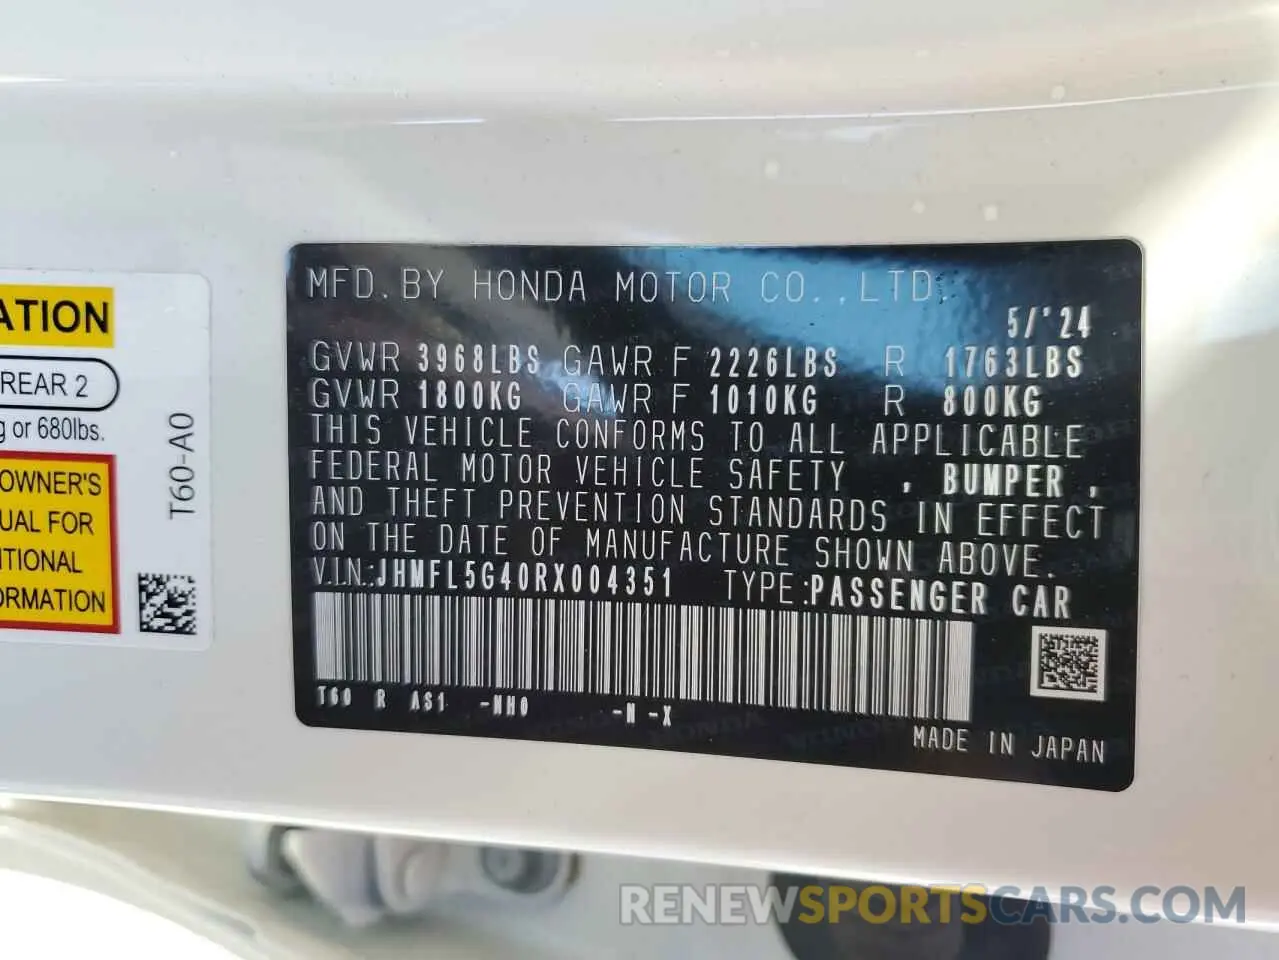 ATION
REAR 2
g or 680lbs.
OWNER'S
UAL FOR
ITIONAL
ORMATION
T60-A0
MFD. BY HONDA MOTOR CO., LTD.
5/'24
GVWR 3968LBS GAWR F 2226LBS R 1763LBS
GVWR 1800KG GAWR F 1010KG R 800KG
THIS VEHICLE CONFORMS TO ALL APPLICABLE
FEDERAL MOTOR VEHICLE SAFETY , BUMPER ,
AND THEFT PREVENTION STANDARDS IN EFFECT
ON THE DATE OF MANUFACTURE SHOWN ABOVE.
V.I.N.:JHMFL5G40RX004351 TYPE:PASSENGER CAR
T60 R AS1 -NH0 -N -X
MADE IN JAPAN
RENEWSPORTSCARS.COM